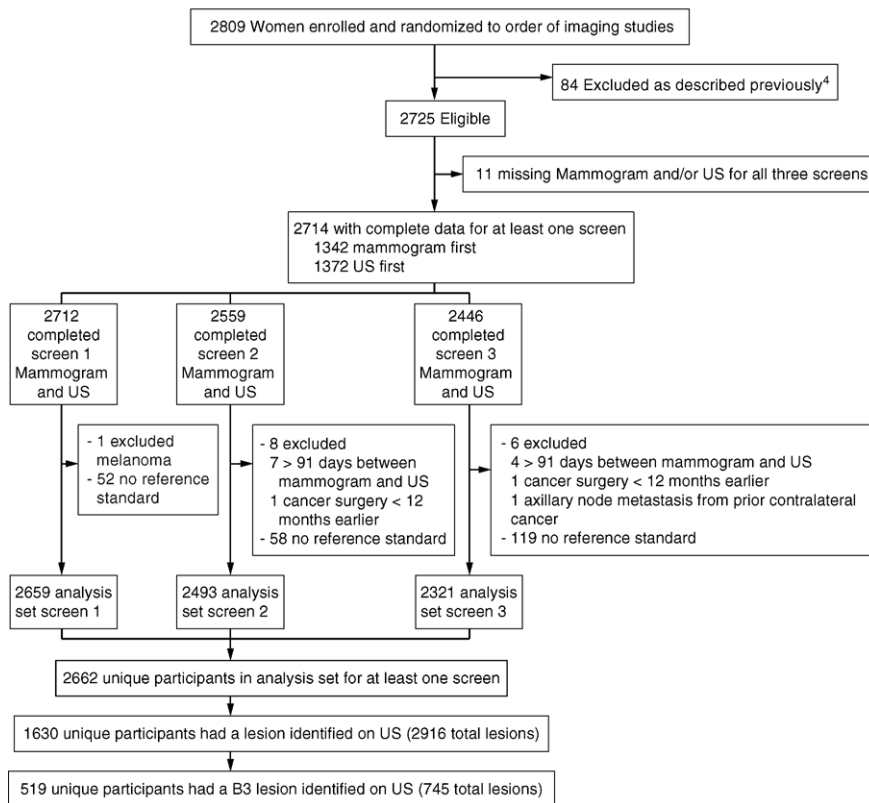 2809 Women enrolled and randomized to order of imaging studies
84 Excluded as described previously4
2725 Eligible
11 missing Mammogram and/or US for all three screens
2714 with complete data for at least one screen
1342 mammogram first
1372 US first
2712
completed
screen 1
Mammogram
and US
2559
completed
screen 2
Mammogram
and US
2446
completed
screen 3
Mammogram
and US
- 1 excluded
melanoma
- 52 no reference
standard
- 8 excluded
7 > 91 days between
mammogram and US
1 cancer surgery < 12
months earlier
- 58 no reference standard
- 6 excluded
4 > 91 days between mammogram and US
1 cancer surgery < 12 months earlier
1 axillary node metastasis from prior contralateral
cancer
- 119 no reference standard
2659 analysis
set screen 1
2493 analysis
set screen 2
2321 analysis
set screen 3
2662 unique participants in analysis set for at least one screen
1630 unique participants had a lesion identified on US (2916 total lesions)
519 unique participants had a B3 lesion identified on US (745 total lesions)